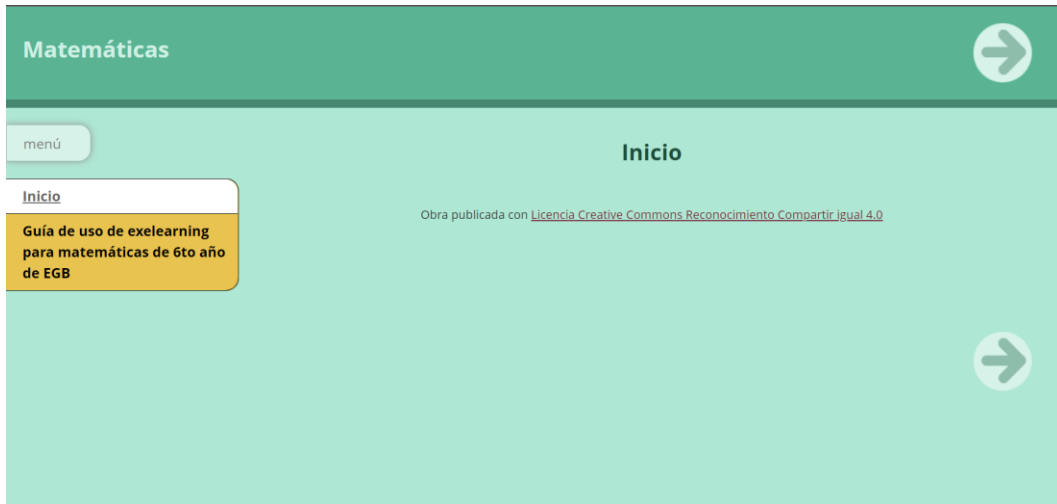 Matemáticas
menú
Inicio
Guía de uso de exelearning
para matemáticas de 6to año
de EGB
Inicio
Obra publicada con Licencia Creative Commons Reconocimiento Compartir igual 4.0